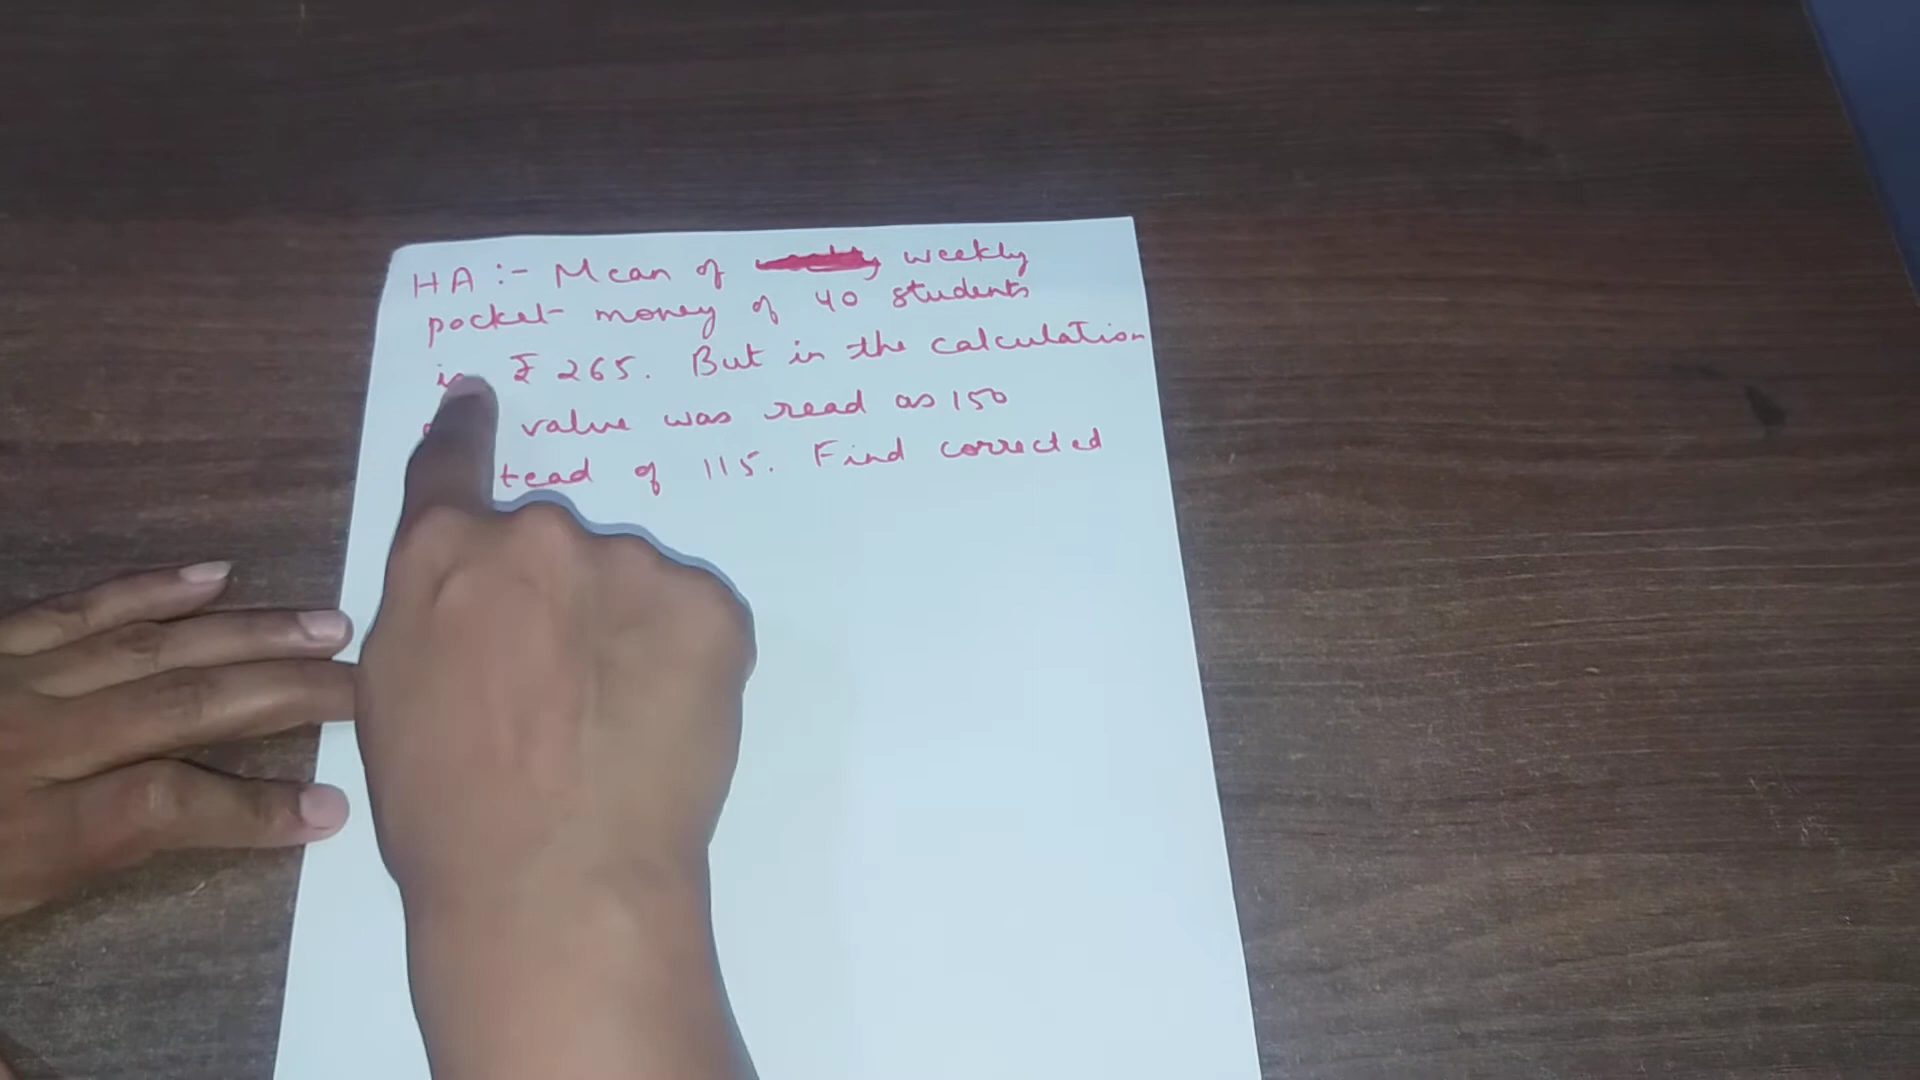 HA :- Mean of weekly
pocket money of 40 students
is ₹ 265. But in the calculation
value was read as 150
tead of 115. Find corrected